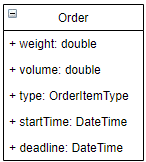 Order
+ weight: double
+ volume: double
+ type: OrderItemType
+ startTime: DateTime
+ deadline: DateTime